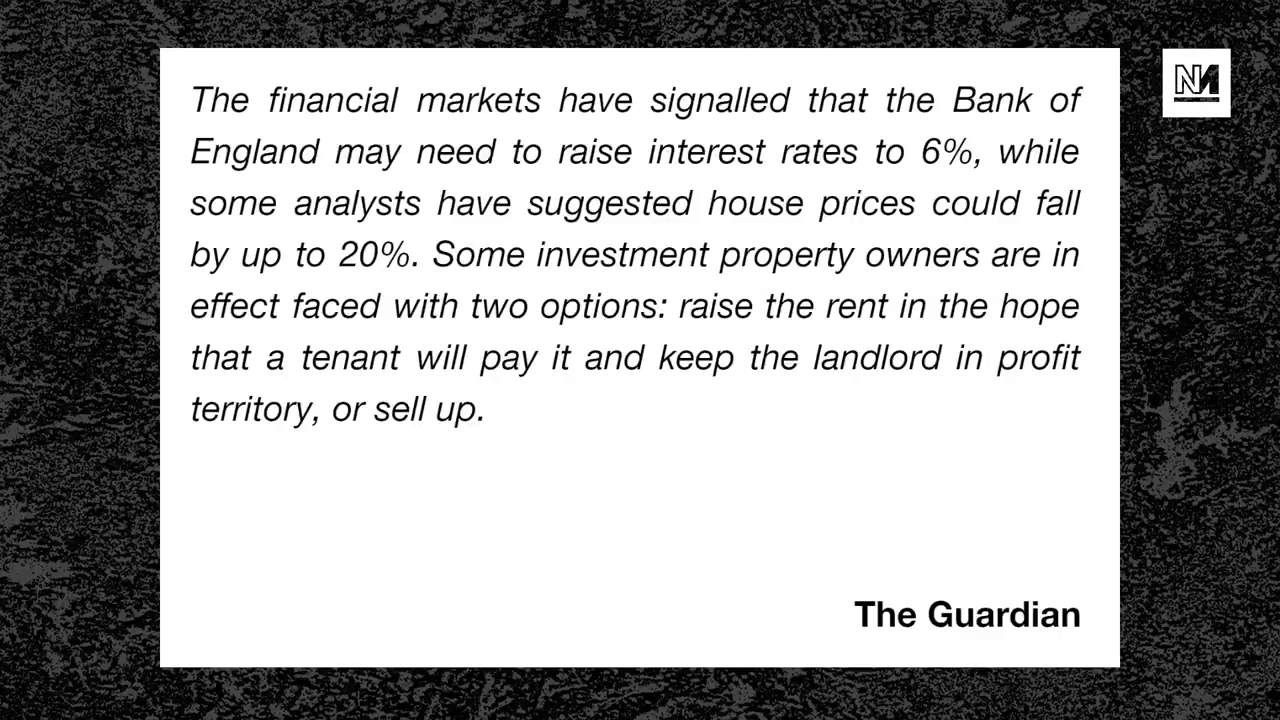 The financial markets have signalled that the Bank of
England may need to raise interest rates to 6%, while
some analysts have suggested house prices could fall
by up to 20%. Some investment property owners are in
effect faced with two options: raise the rent in the hope
that a tenant will pay it and keep the landlord in profit
territory, or sell up.
The Guardian
NM